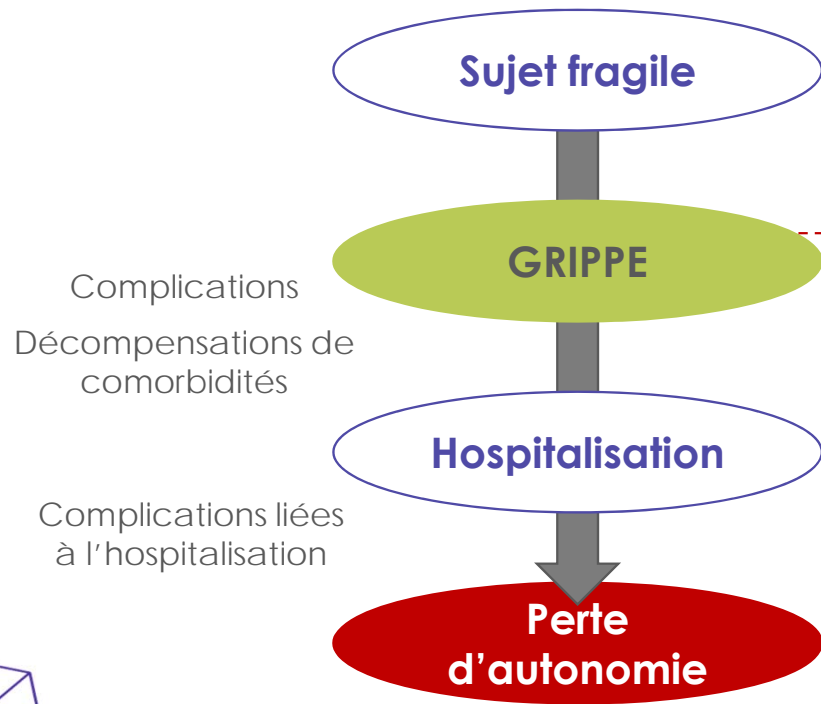 Sujet fragile
GRIPPE
Complications
Décompensations de
comorbidités
Hospitalisation
Complications liées
à l’hospitalisation
Perte
d’autonomie